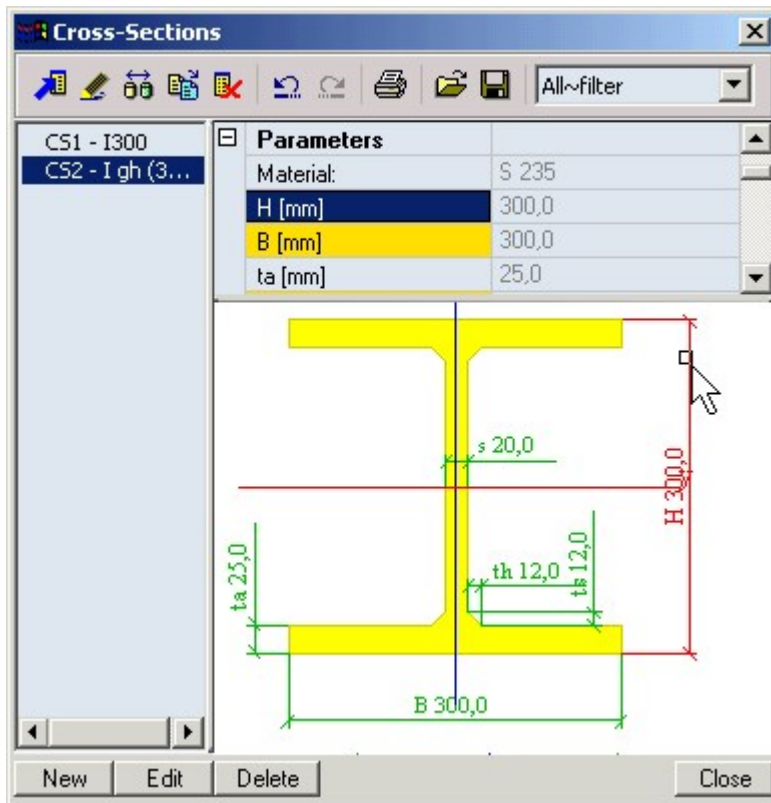 Cross-Sections
All~filter
CS1 - I300
CS2 - I gh (3...
Parameters
Material: S 235
H [mm] 300,0
B [mm] 300,0
ta [mm] 25,0
s 20,0
H 300,0
ta 25,0
th 12,0
ts 12,0
B 300,0
New Edit Delete Close